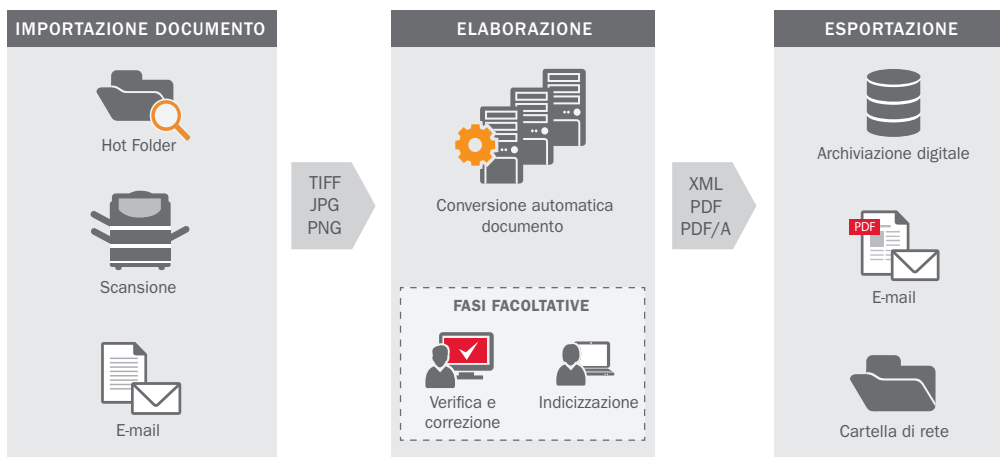 IMPORTAZIONE DOCUMENTO
Hot Folder
Scansione
E-mail
TIFF
JPG
PNG
ELABORAZIONE
Conversione automatica
documento
FASI FACOLTATIVE
Verifica e
correzione
Indicizzazione
XML
PDF
PDF/A
ESPORTAZIONE
Archiviazione digitale
PDF
E-mail
Cartella di rete